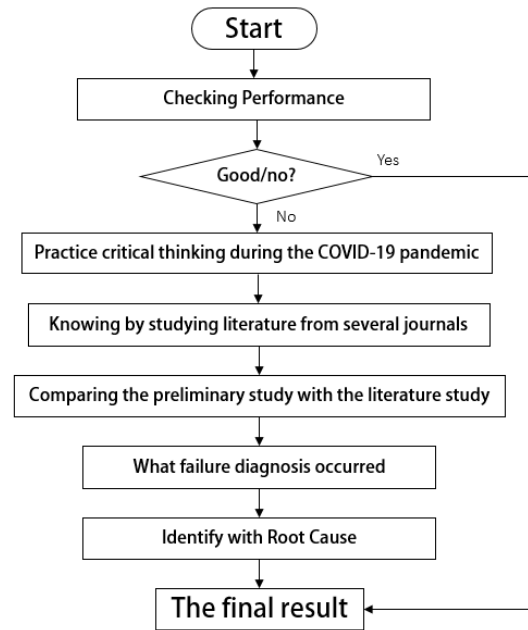 Start
Checking Performance
Good/no?
Yes
No
Practice critical thinking during the COVID-19 pandemic
Knowing by studying literature from several journals
Comparing the preliminary study with the literature study
What failure diagnosis occurred
Identify with Root Cause
The final result